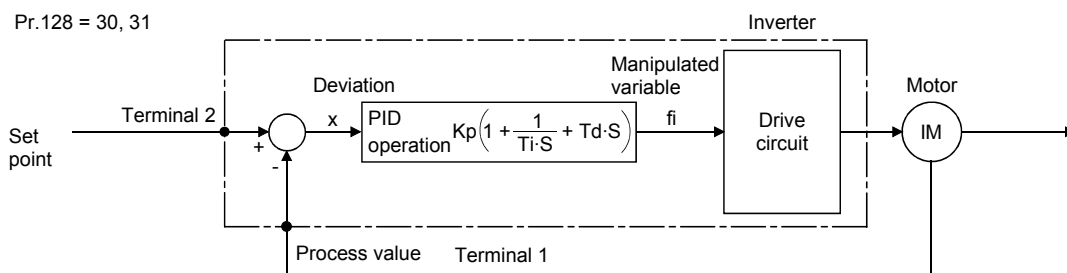 Pr.128 = 30, 31
Inverter
Deviation
Manipulated
variable
Motor
Terminal 2
Set
point
+
-
x
PID
operation
Kp(1 + 1/Ti·S + Td·S)
fi
Drive
circuit
IM
Process value
Terminal 1